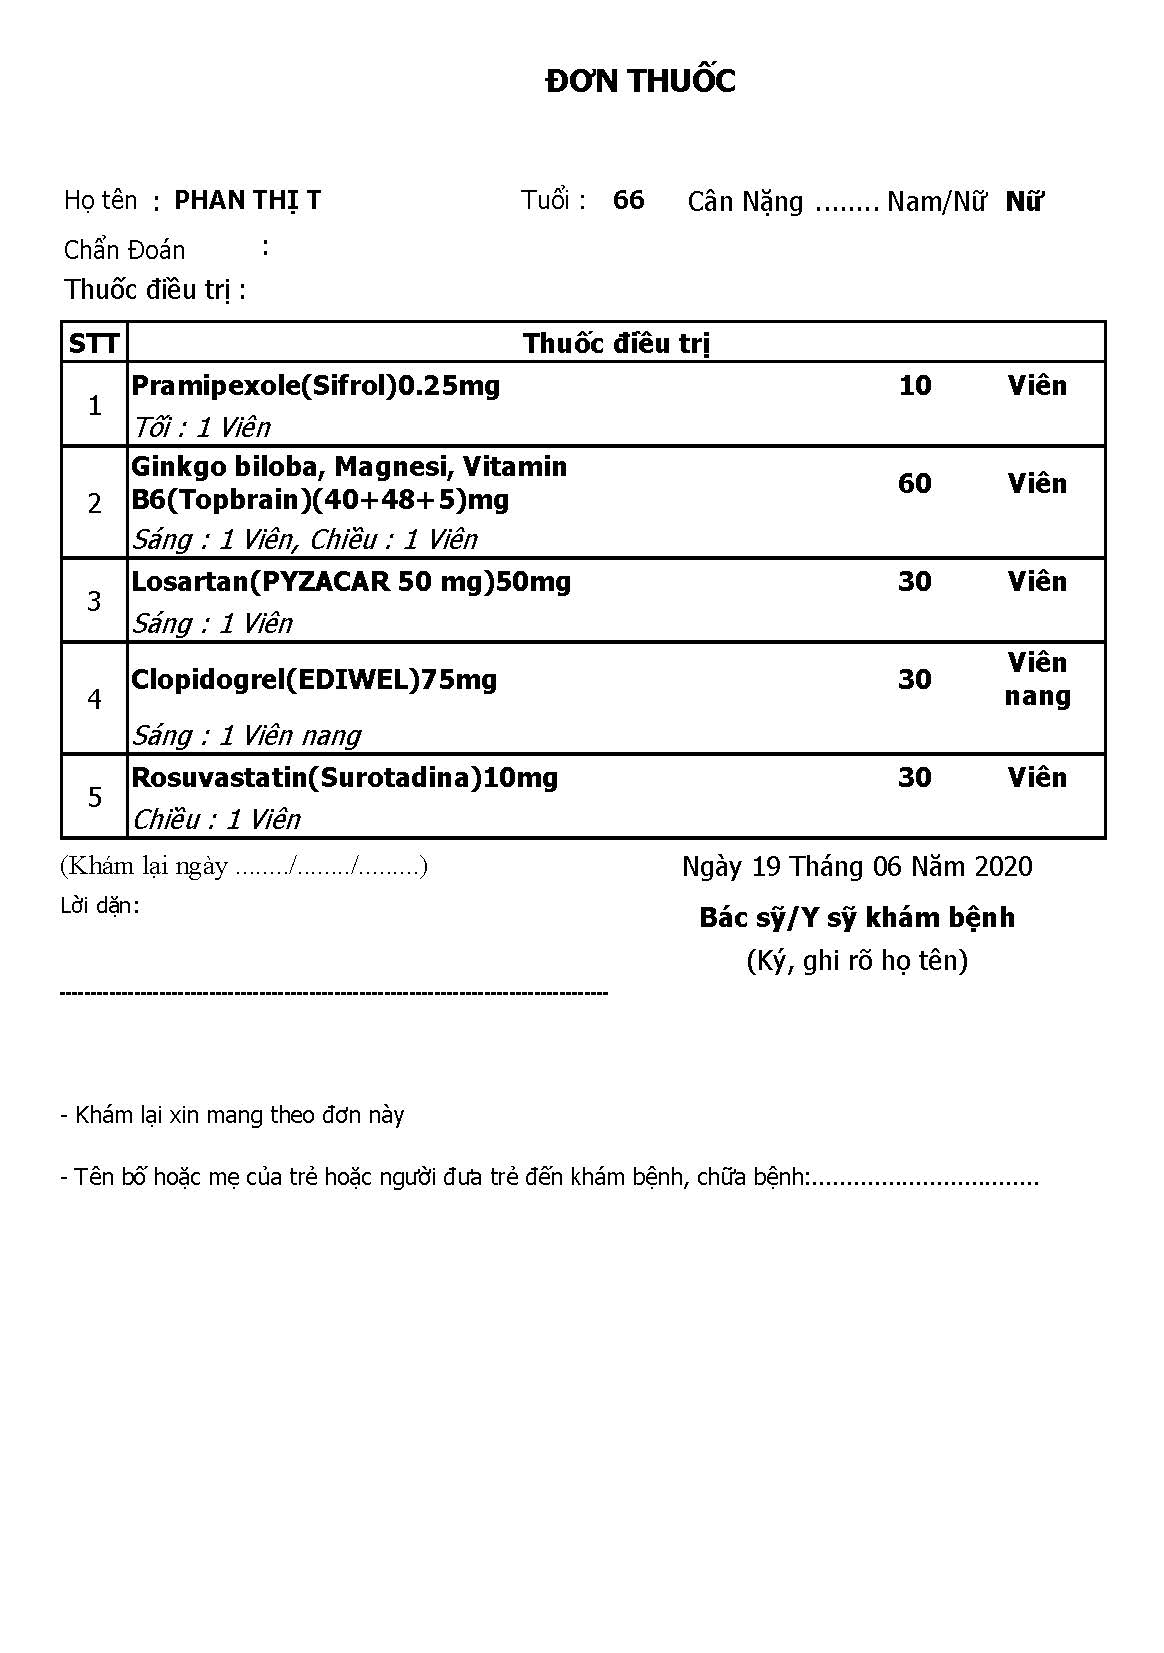 ĐƠN THUỐC
Họ tên : PHAN THỊ T Tuổi : 66 Cân Nặng ........ Nam/Nữ Nữ
Chẩn Đoán :
Thuốc điều trị :
STT Thuốc điều trị
1 Pramipexole(Sifrol)0.25mg 10 Viên
Tối : 1 Viên
2 Ginkgo biloba, Magnesi, Vitamin
B6(Topbrain)(40+48+5)mg 60 Viên
Sáng : 1 Viên, Chiều : 1 Viên
3 Losartan(PYZACAR 50 mg)50mg 30 Viên
Sáng : 1 Viên
4 Clopidogrel(EDIWEL)75mg 30 Viên nang
Sáng : 1 Viên nang
5 Rosuvastatin(Surotadina)10mg 30 Viên
Chiều : 1 Viên
(Khám lại ngày ......../......../.........) Ngày 19 Tháng 06 Năm 2020
Lời dặn:
Bác sỹ/Y sỹ khám bệnh
(Ký, ghi rõ họ tên)
- Khám lại xin mang theo đơn này
- Tên bố hoặc mẹ của trẻ hoặc người đưa trẻ đến khám bệnh, chữa bệnh:.................................